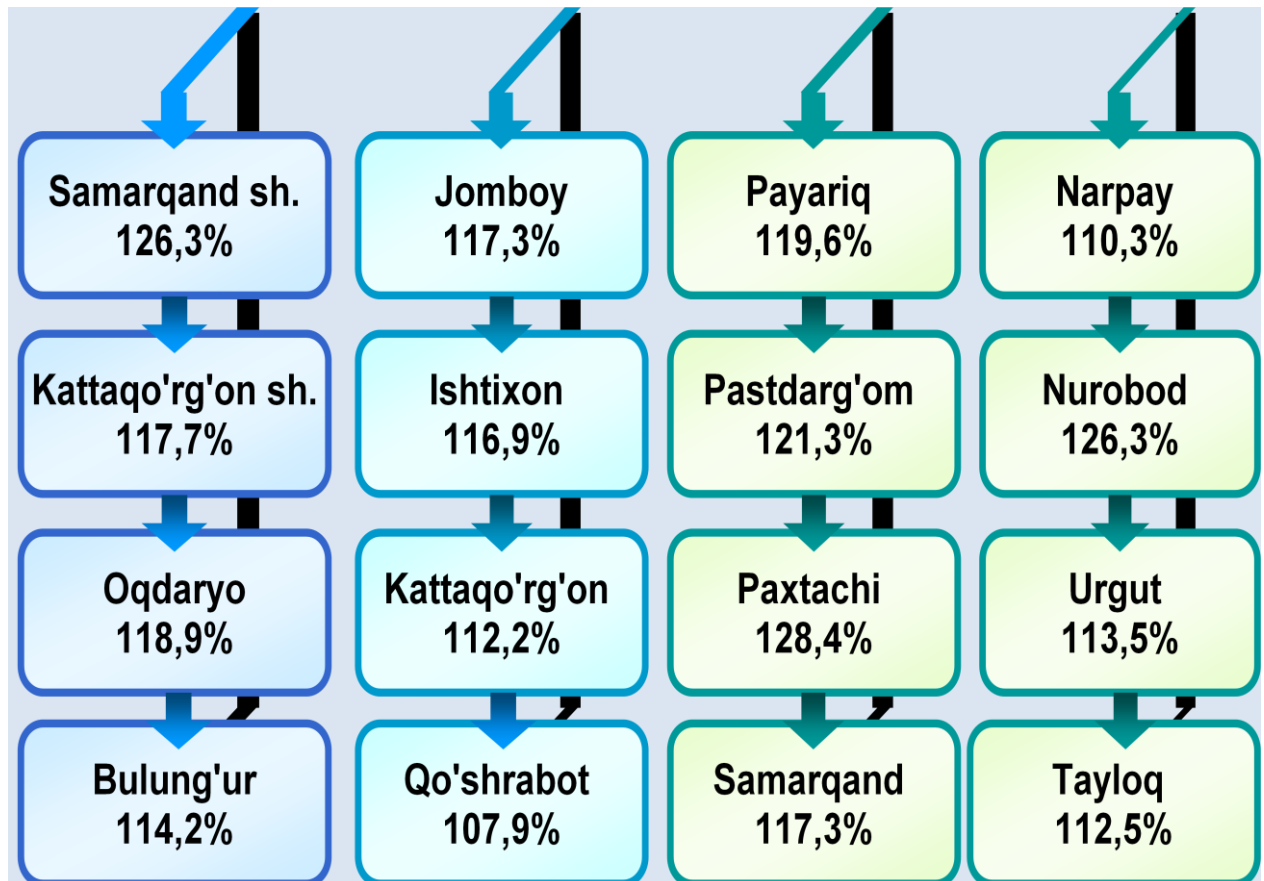 Samarqand sh.
126,3%
Kattaqo'rg'on sh.
117,7%
Oqdaryo
118,9%
Bulung'ur
114,2%
Jomboy
117,3%
Ishtixon
116,9%
Kattaqo'rg'on
112,2%
Qo'shrabot
107,9%
Payariq
119,6%
Pastdarg'om
121,3%
Paxtachi
128,4%
Samarqand
117,3%
Narpay
110,3%
Nurobod
126,3%
Urgut
113,5%
Tayloq
112,5%